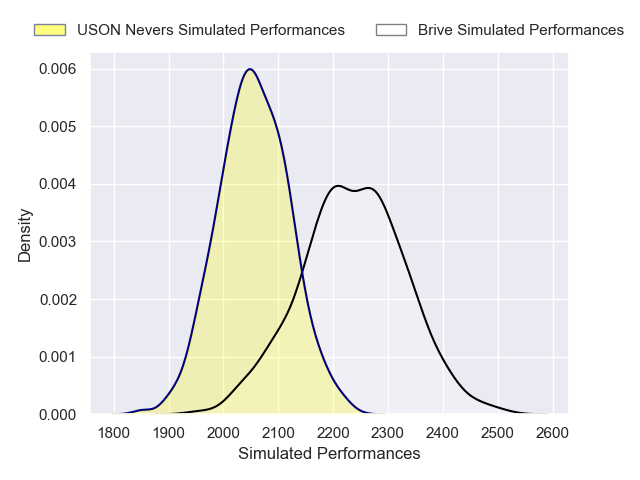 USON Nevers Simulated Performances
Brive Simulated Performances
0.006
0.005
0.004
0.003
0.002
0.001
0.000
Density
1800 1900 2000 2100 2200 2300 2400 2500 2600
Simulated Performances